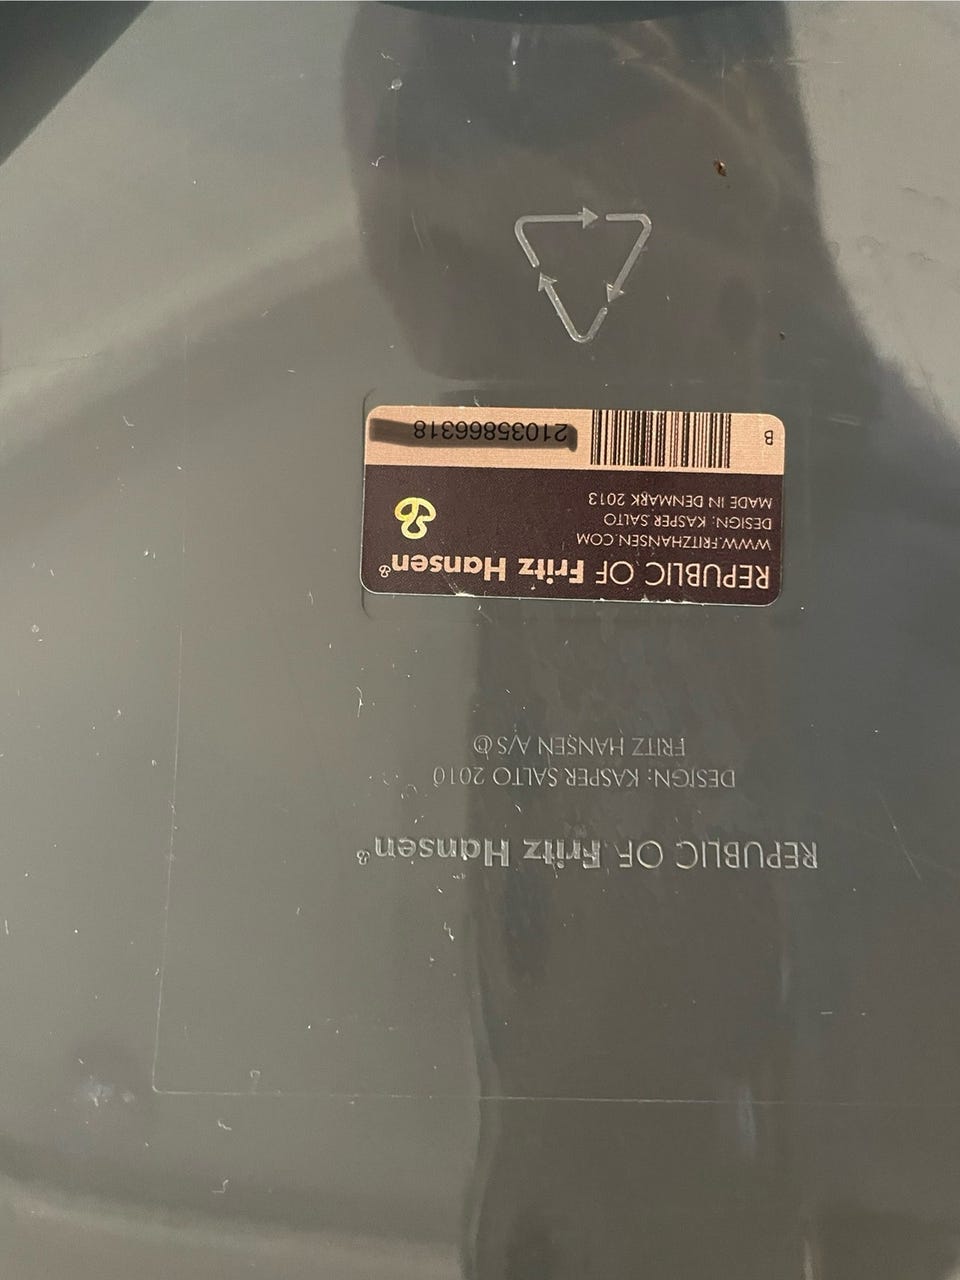 REPUBLIC OF Fritz Hansen®
DESIGN: KASPER SALTO 2010
FRITZ HANSEN A/S ©
REPUBLIC OF Fritz Hansen®
WWW.FRITZHANSEN.COM
DESIGN: KASPER SALTO
MADE IN DENMARK 2013
B 21035866318